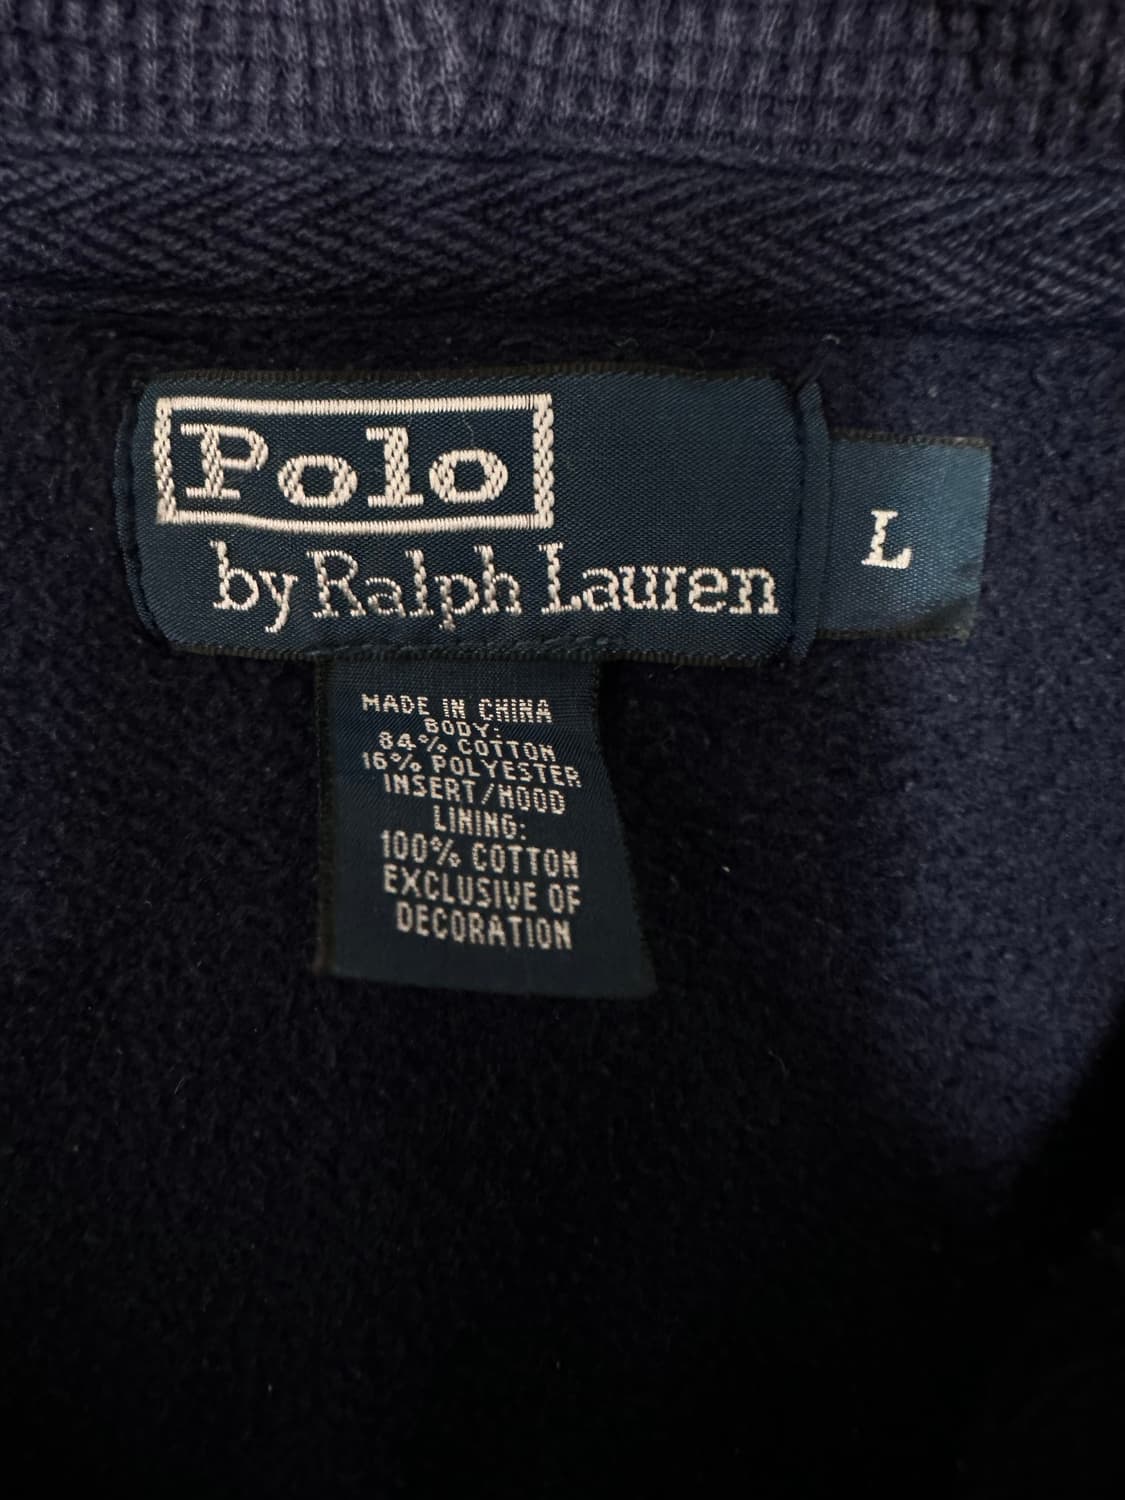 Polo
by Ralph Lauren
L
MADE IN CHINA
BODY:
84% COTTON
16% POLYESTER
INSERT/HOOD
LINING:
100% COTTON
EXCLUSIVE OF
DECORATION